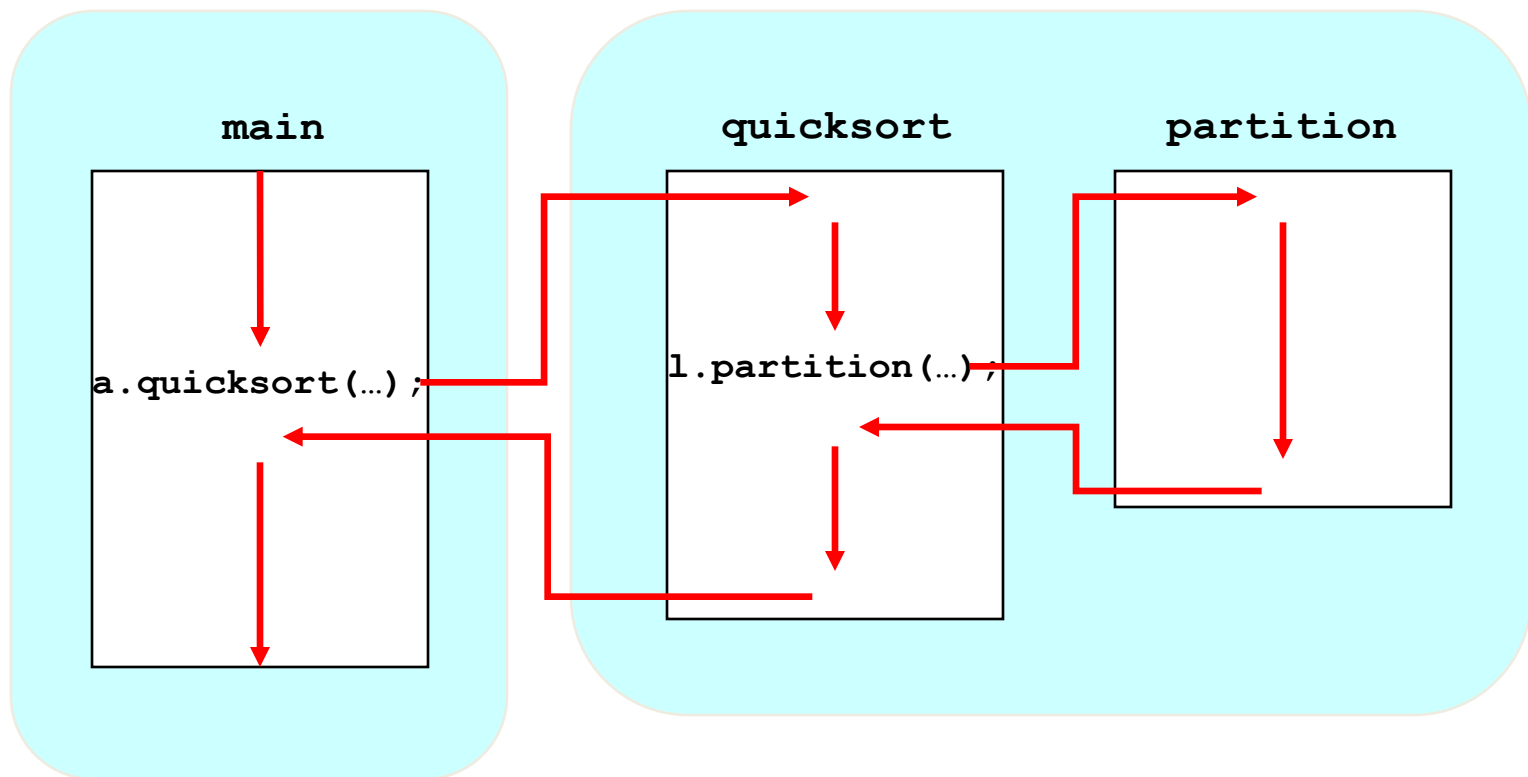 main
quicksort
partition
a.quicksort(…);
l.partition(…);